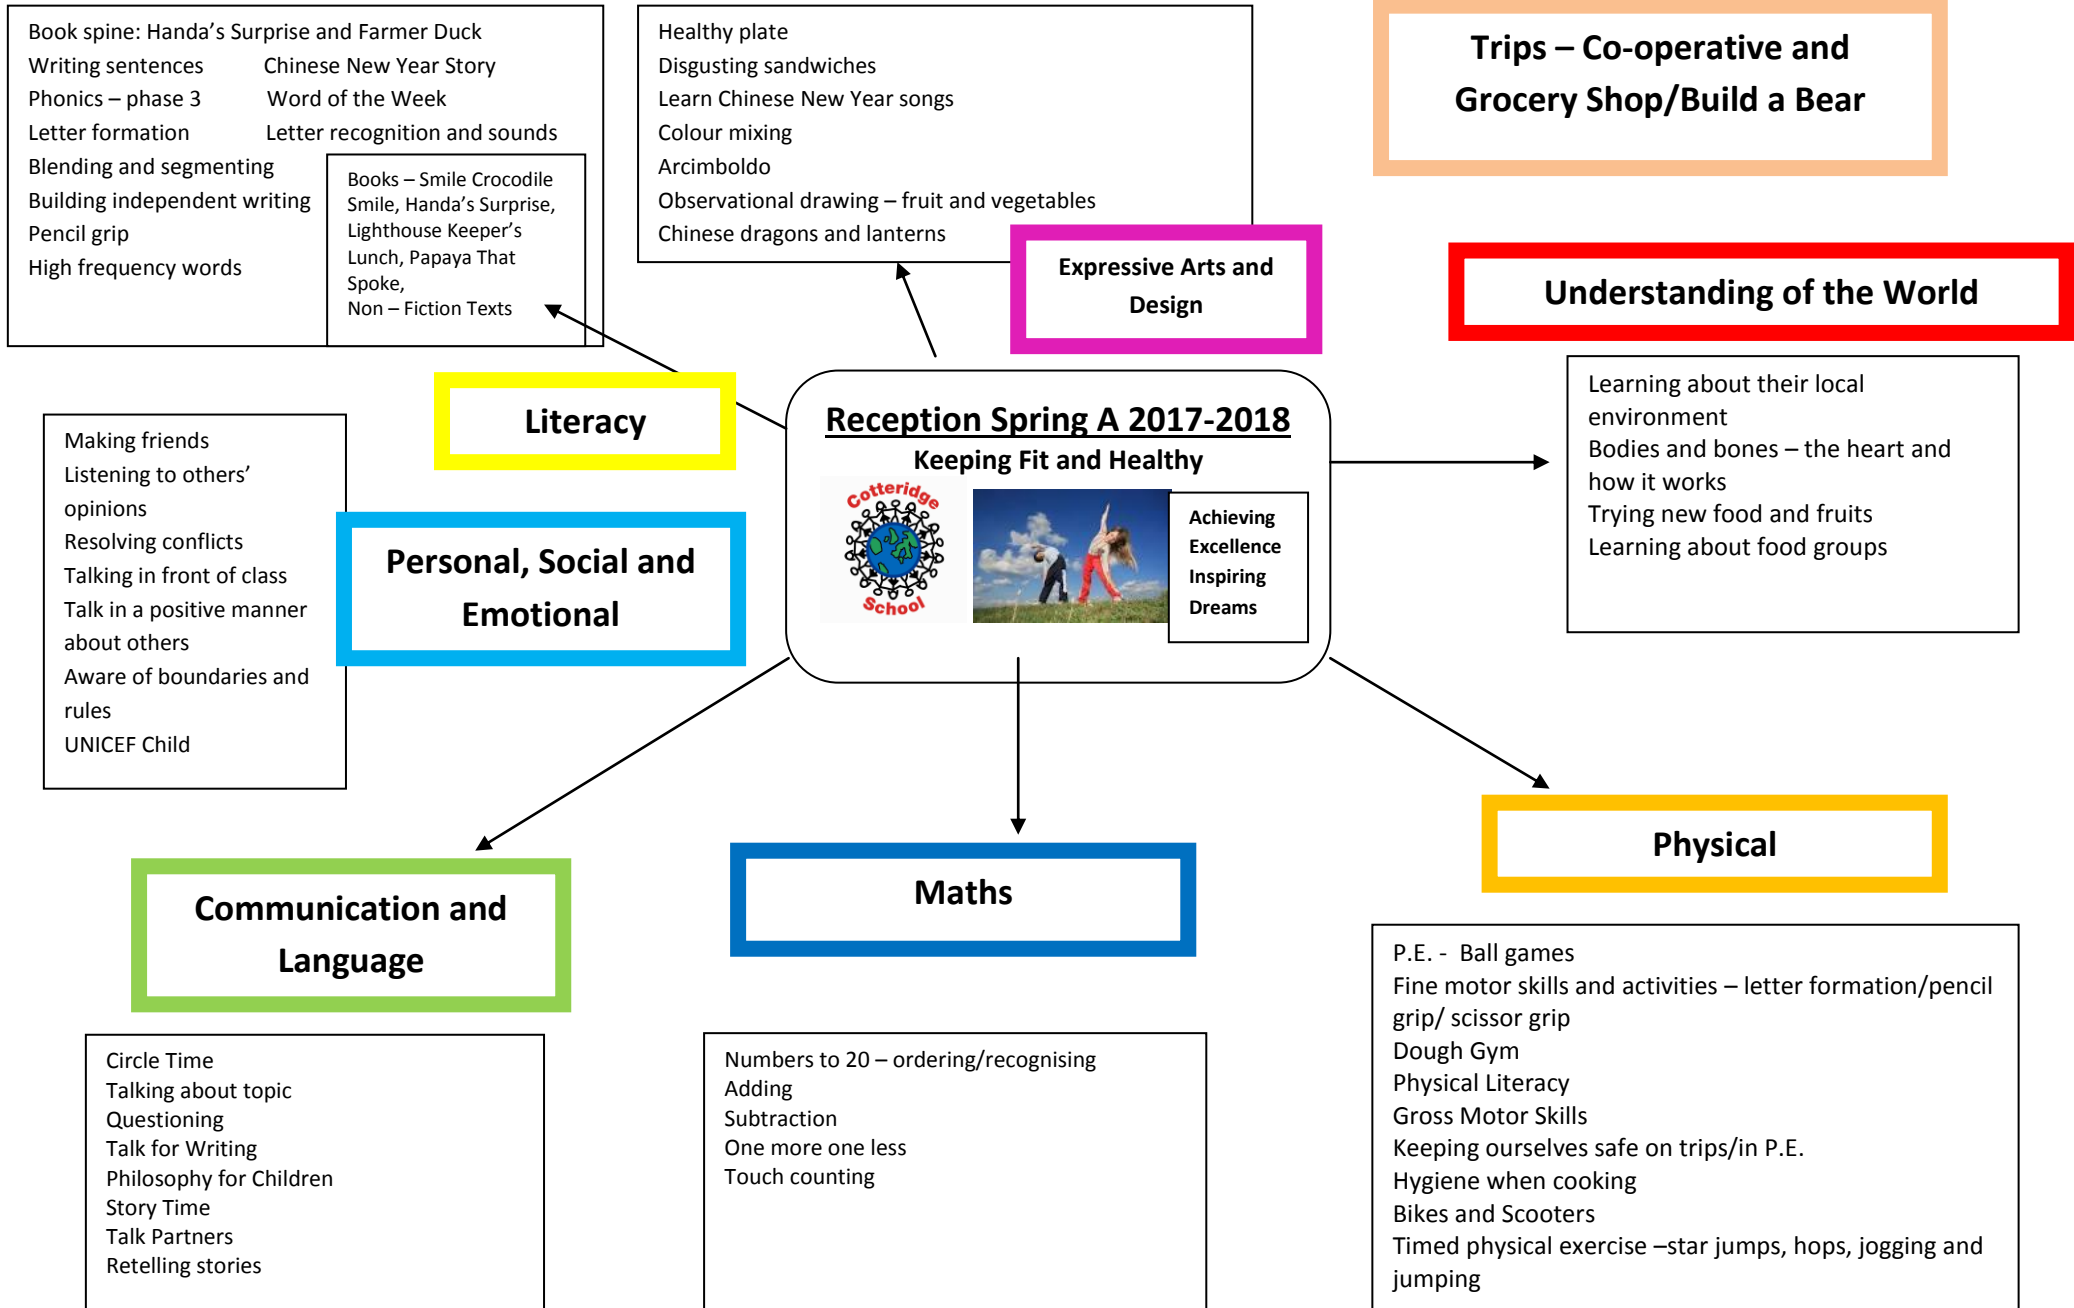 Book spine: Handa's Surprise and Farmer Duck
Writing sentences Chinese New Year Story
Phonics – phase 3 Word of the Week
Letter formation Letter recognition and sounds
Blending and segmenting
Building independent writing
Pencil grip
High frequency words
Books – Smile Crocodile
Smile, Handa's Surprise,
Lighthouse Keeper's
Lunch, Papaya That
Spoke,
Non – Fiction Texts
Healthy plate
Disgusting sandwiches
Learn Chinese New Year songs
Colour mixing
Arcimboldo
Observational drawing – fruit and vegetables
Chinese dragons and lanterns
Expressive Arts and
Design
Trips – Co-operative and
Grocery Shop/Build a Bear
Understanding of the World
Learning about their local
environment
Bodies and bones – the heart and
how it works
Trying new food and fruits
Learning about food groups
Literacy
Making friends
Listening to others'
opinions
Resolving conflicts
Talking in front of class
Talk in a positive manner
about others
Aware of boundaries and
rules
UNICEF Child
Personal, Social and
Emotional
Reception Spring A 2017-2018
Keeping Fit and Healthy
Cotteridge
School
Achieving
Excellence
Inspiring
Dreams
Communication and
Language
Circle Time
Talking about topic
Questioning
Talk for Writing
Philosophy for Children
Story Time
Talk Partners
Retelling stories
Maths
Numbers to 20 – ordering/recognising
Adding
Subtraction
One more one less
Touch counting
Physical
P.E. - Ball games
Fine motor skills and activities – letter formation/pencil
grip/ scissor grip
Dough Gym
Physical Literacy
Gross Motor Skills
Keeping ourselves safe on trips/in P.E.
Hygiene when cooking
Bikes and Scooters
Timed physical exercise –star jumps, hops, jogging and
jumping